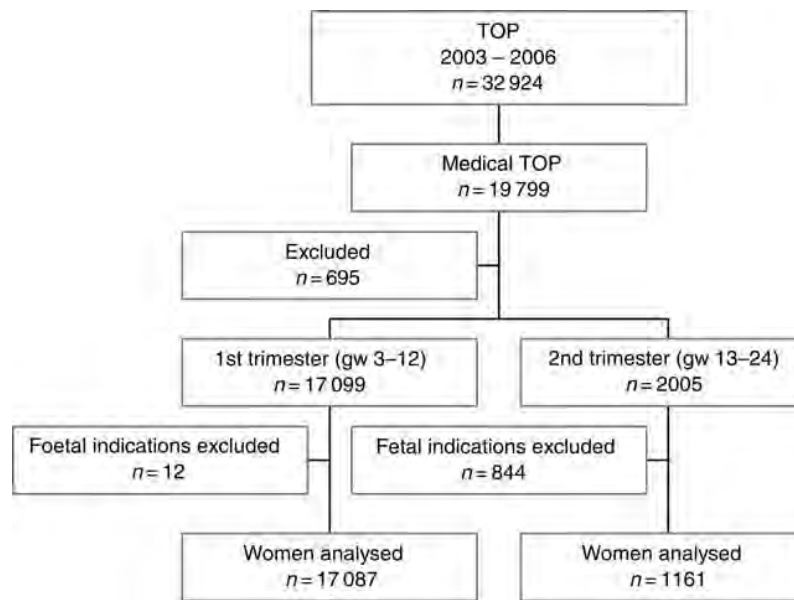 TOP
2003 – 2006
n = 32 924
Medical TOP
n = 19 799
Excluded
n = 695
1st trimester (gw 3–12)
n = 17 099
2nd trimester (gw 13–24)
n = 2005
Foetal indications excluded
n = 12
Fetal indications excluded
n = 844
Women analysed
n = 17 087
Women analysed
n = 1161